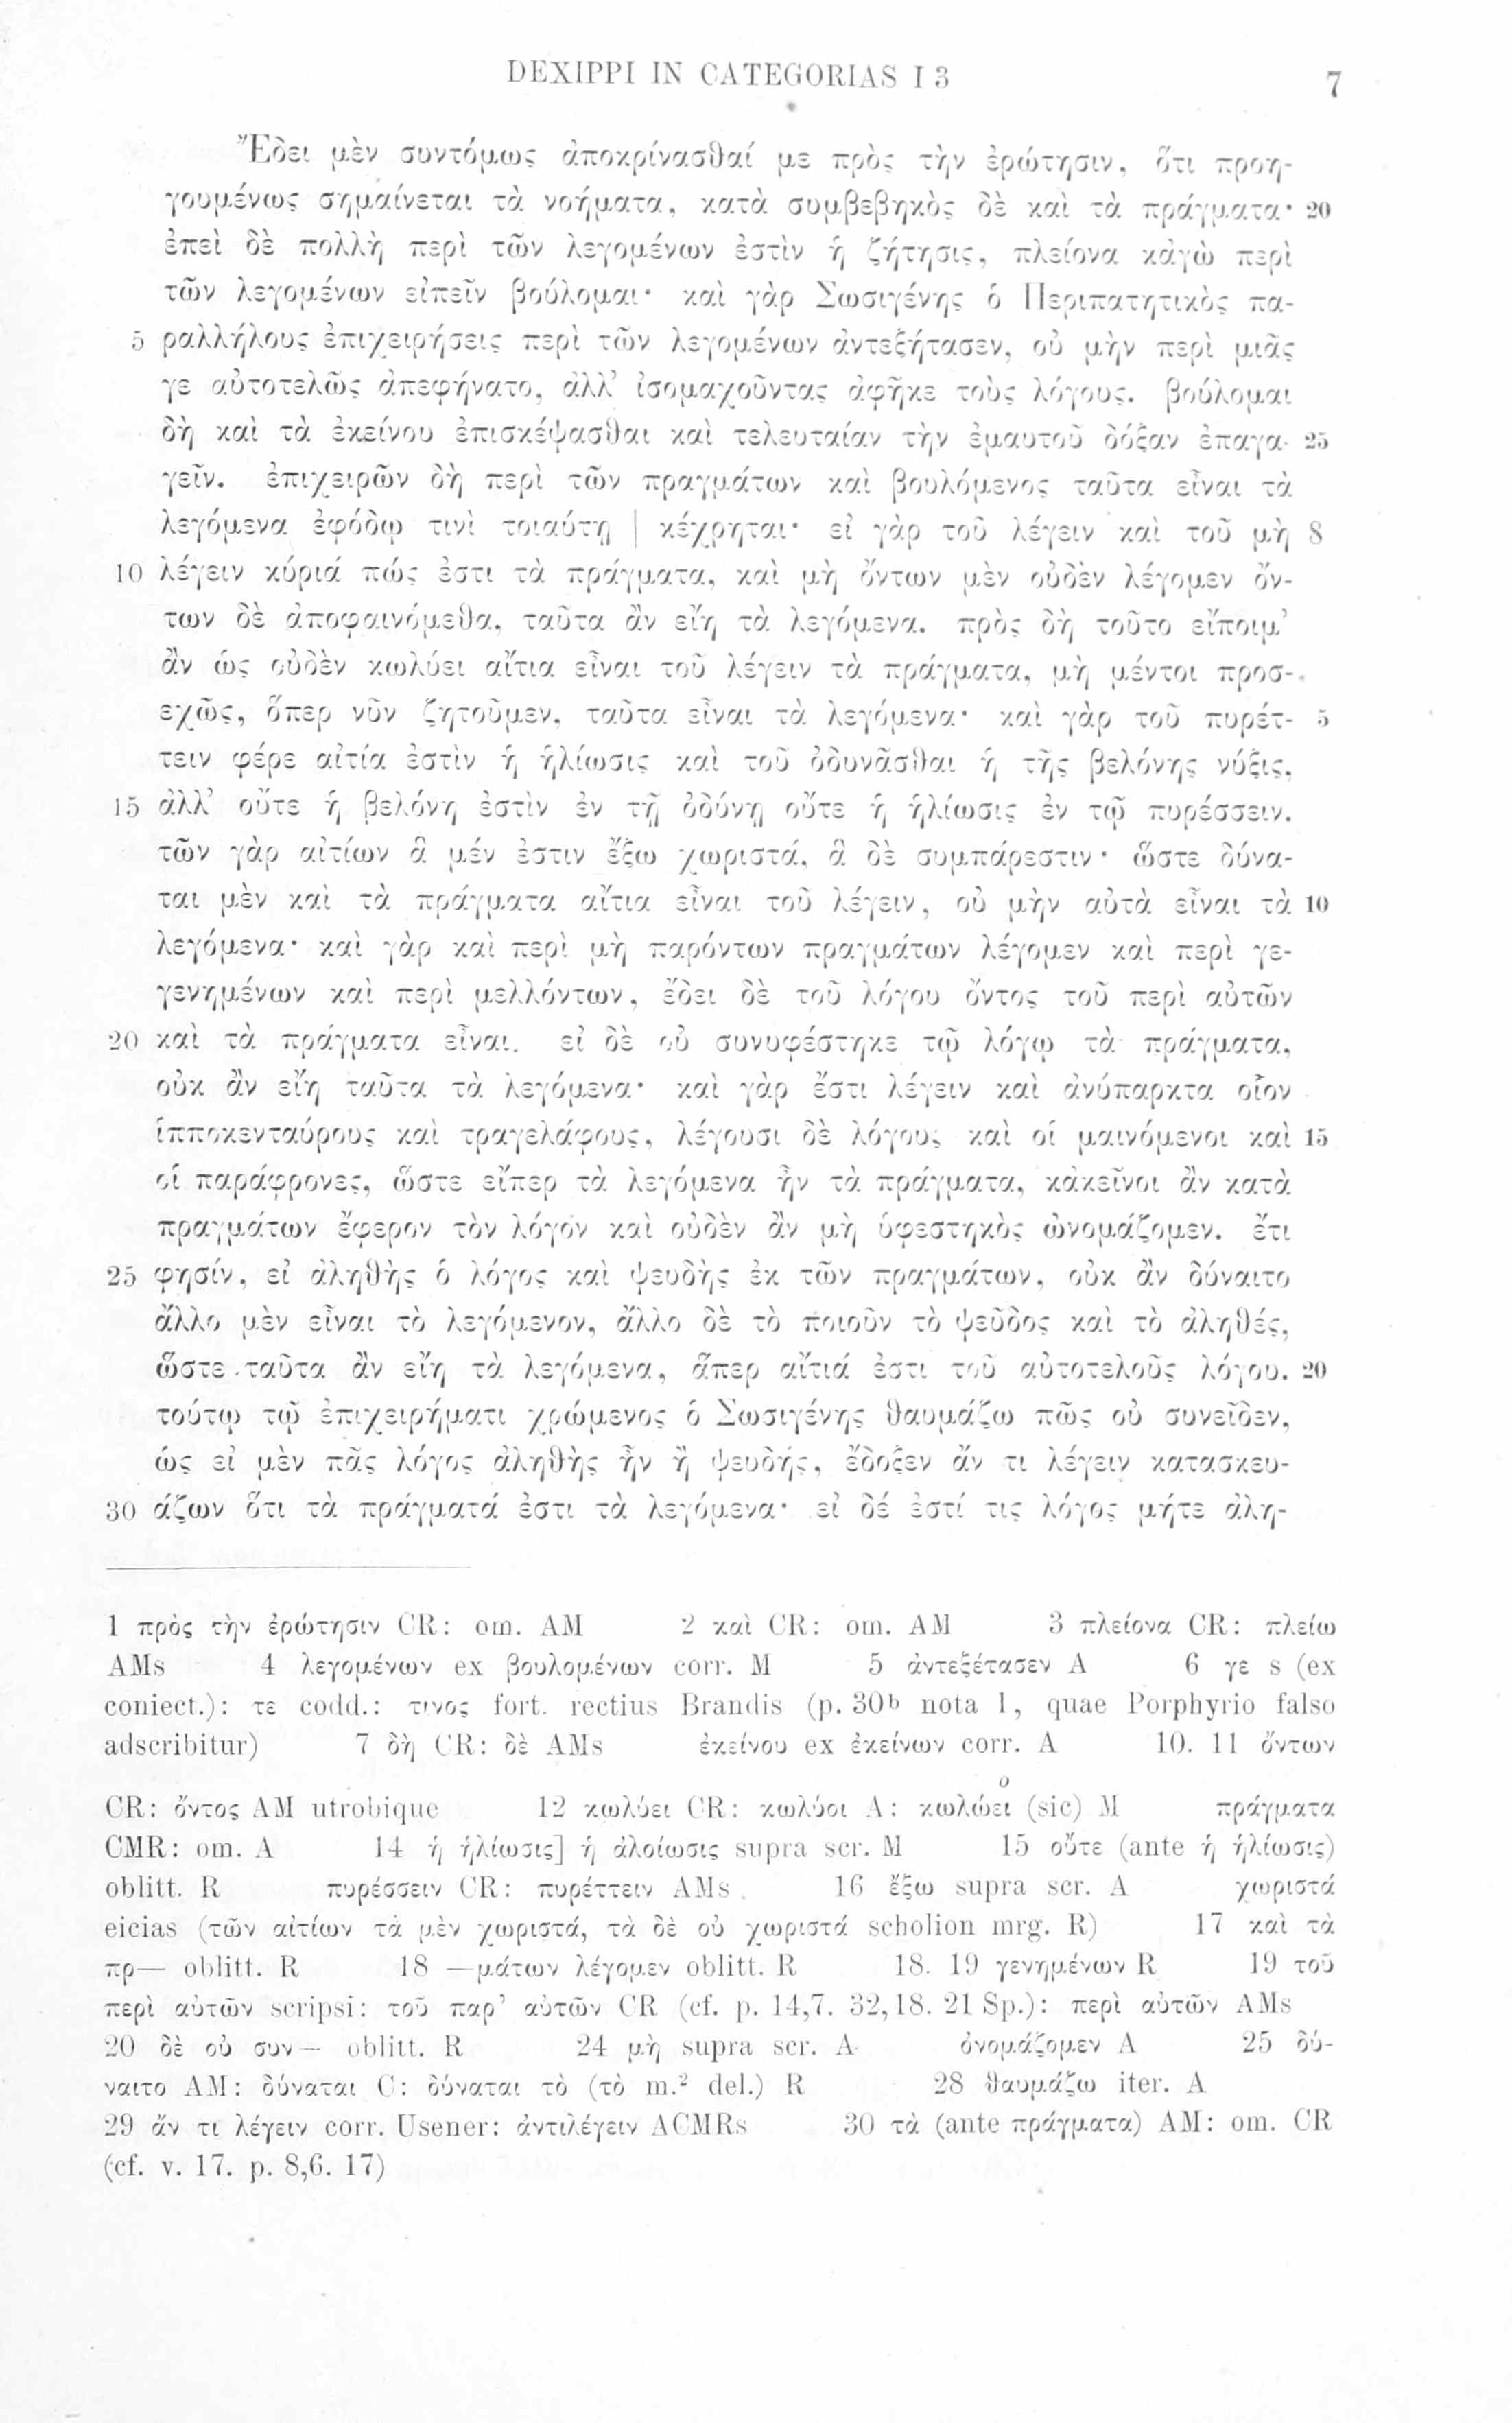 DEXIPPI IN CATEGORIAS I 3 7
Ἔδει μὲν συντόμως ἀποκρίνασθαί με πρὸς τὴν ἐρώτησιν, ὅτι προη-
γουμένως σημαίνεται τὰ νοήματα, κατὰ συμβεβηκὸς δὲ καὶ τὰ πράγματα· 20
ἐπεὶ δὲ πολλὴ περὶ τῶν λεγομένων ἐστὶν ἡ ζήτησις, πλείονα κἀγὼ περὶ
τῶν λεγομένων εἰπεῖν βούλομαι· καὶ γὰρ Σωσιγένης ὁ Περιπατητικὸς πα-
5 ραλλήλους ἐπιχειρήσεις περὶ τῶν λεγομένων ἀντεξήτασεν, οὐ μὴν περὶ μιᾶς
γε αὐτοτελῶς ἀπεφήνατο, ἀλλ’ ἰσομαχοῦντας ἀφῆκε τοὺς λόγους. βούλομαι
δὴ καὶ τὰ ἐκείνου ἐπισκέψασθαι καὶ τελευταίαν τὴν ἐμαυτοῦ δόξαν ἐπαγα- 25
γεῖν. ἐπιχειρῶν δὴ περὶ τῶν πραγμάτων καὶ βουλόμενος ταῦτα εἶναι τὰ
λεγόμενα ἐφόδῳ τινὶ τοιαύτῃ | κέχρηται· εἰ γὰρ τοῦ λέγειν καὶ τοῦ μὴ 8
10 λέγειν κύριά πώς ἐστι τὰ πράγματα, καὶ μὴ ὄντων μὲν οὐδὲν λέγομεν ὄν-
των δὲ ἀποφαινόμεθα, ταῦτα ἂν εἴη τὰ λεγόμενα. πρὸς δὴ τοῦτο εἴποιμ’
ἂν ὡς οὐδὲν κωλύει αἴτια εἶναι τοῦ λέγειν τὰ πράγματα, μὴ μέντοι προσ-
εχῶς, ὅπερ νῦν ζητοῦμεν, ταῦτα εἶναι τὰ λεγόμενα· καὶ γὰρ τοῦ πυρέτ- 5
τειν φέρε αἰτία ἐστὶν ἡ ἡλίωσις καὶ τοῦ ὀδυνᾶσθαι ἡ τῆς βελόνης νύξις,
15 ἀλλ’ οὔτε ἡ βελόνη ἐστὶν ἐν τῇ ὀδύνῃ οὔτε ἡ ἡλίωσις ἐν τῷ πυρέσσειν.
τῶν γὰρ αἰτίων ἃ μέν ἐστιν ἔξω χωριστά, ἃ δὲ συμπάρεστιν· ὥστε δύνα-
ται μὲν καὶ τὰ πράγματα αἴτια εἶναι τοῦ λέγειν, οὐ μὴν αὐτὰ εἶναι τὰ 10
λεγόμενα· καὶ γὰρ καὶ περὶ μὴ παρόντων πραγμάτων λέγομεν καὶ περὶ γε-
γενημένων καὶ περὶ μελλόντων, ἔδει δὲ τοῦ λόγου ὄντος τοῦ περὶ αὐτῶν
20 καὶ τὰ πράγματα εἶναι. εἰ δὲ οὐ συνυφέστηκε τῷ λόγῳ τὰ πράγματα,
οὐκ ἂν εἴη ταῦτα τὰ λεγόμενα· καὶ γὰρ ἔστι λέγειν καὶ ἀνύπαρκτα οἷον
ἱπποκενταύρους καὶ τραγελάφους, λέγουσι δὲ λόγους καὶ οἱ μαινόμενοι καὶ 15
οἱ παράφρονες, ὥστε εἴπερ τὰ λεγόμενα ἦν τὰ πράγματα, κἀκεῖνοι ἂν κατὰ
πραγμάτων ἔφερον τὸν λόγον καὶ οὐδὲν ἂν μὴ ὑφεστηκὸς ὠνομάζομεν. ἔτι
25 φησίν, εἰ ἀληθὴς ὁ λόγος καὶ ψευδὴς ἐκ τῶν πραγμάτων, οὐκ ἂν δύναιτο
ἄλλο μὲν εἶναι τὸ λεγόμενον, ἄλλο δὲ τὸ ποιοῦν τὸ ψεῦδος καὶ τὸ ἀληθές,
ὥστε ταῦτα ἂν εἴη τὰ λεγόμενα, ἅπερ αἴτιά ἐστι τοῦ αὐτοτελοῦς λόγου. 20
τούτῳ τῷ ἐπιχειρήματι χρώμενος ὁ Σωσιγένης θαυμάζω πῶς οὐ συνεῖδεν,
ὡς εἰ μὲν πᾶς λόγος ἀληθὴς ἦν ἢ ψευδής, ἔδοξεν ἄν τι λέγειν κατασκευ-
30 άζων ὅτι τὰ πράγματά ἐστι τὰ λεγόμενα· εἰ δέ ἐστί τις λόγος μήτε ἀλη-
1 πρὸς τὴν ἐρώτησιν CR: om. AM 2 καὶ CR: om. AM 3 πλείονα CR: πλείω
AMs 4 λεγομένων ex βουλομένων corr. M 5 ἀντεξέτασεν A 6 γε s (ex
coniect.): τε codd.: τινος fort. rectius Brandis (p. 30ᵇ nota 1, quae Porphyrio falso
adscribitur) 7 δὴ CR: δὲ AMs ἐκείνου ex ἐκείνων corr. A 10. 11 ὄντων
CR: ὄντος AM utrobique 12 κωλύει CR: κωλύοι A: κωλώει (sic) M πράγματα
CMR: om. A 14 ἡ ἡλίωσις] ἡ ἀλοίωσις supra scr. M 15 οὔτε (ante ἡ ἡλίωσις)
oblitt. R πυρέσσειν CR: πυρέττειν AMs 16 ἔξω supra scr. A χωριστά
eicias (τῶν αἰτίων τὰ μὲν χωριστά, τὰ δὲ οὐ χωριστά scholion mrg. R) 17 καὶ τὰ
πρ— oblitt. R 18 —μάτων λέγομεν oblitt. R 18. 19 γενημένων R 19 τοῦ
περὶ αὐτῶν scripsi: τοῦ παρ’ αὐτῶν CR (cf. p. 14,7. 32,18. 21 Sp.): περὶ αὐτῶν AMs
20 δὲ οὐ συν— oblitt. R 24 μὴ supra scr. A ὀνομάζομεν A 25 δύ-
ναιτο AM: δύναται C: δύναται τὸ (τὸ m.² del.) R 28 θαυμάζω iter. A
29 ἄν τι λέγειν corr. Usener: ἀντιλέγειν ACMRs 30 τὰ (ante πράγματα) AM: om. CR
(cf. v. 17. p. 8,6. 17)